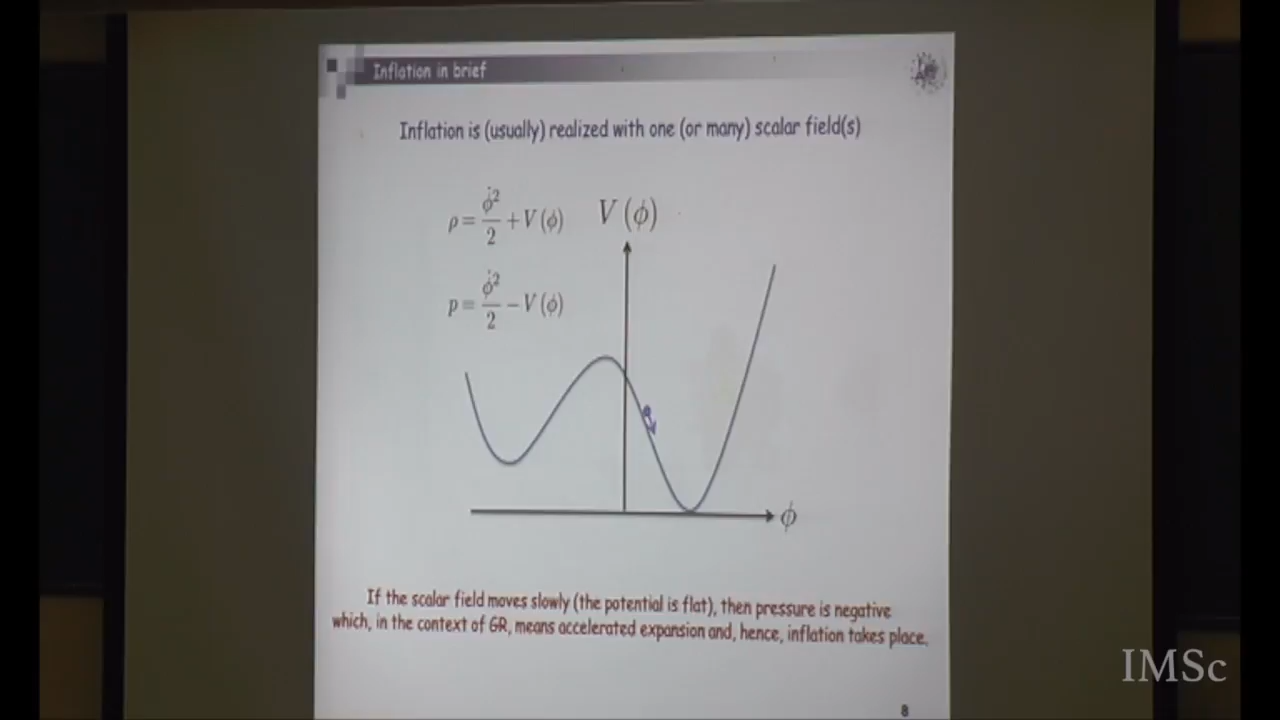 Inflation in brief
Inflation is (usually) realized with one (or many) scalar field(s)
ρ = φ̇²/2 + V(φ)
V(φ)
p = φ̇²/2 − V(φ)
φ
If the scalar field moves slowly (the potential is flat), then pressure is negative
which, in the context of GR, means accelerated expansion and, hence, inflation takes place.
IMSc
8